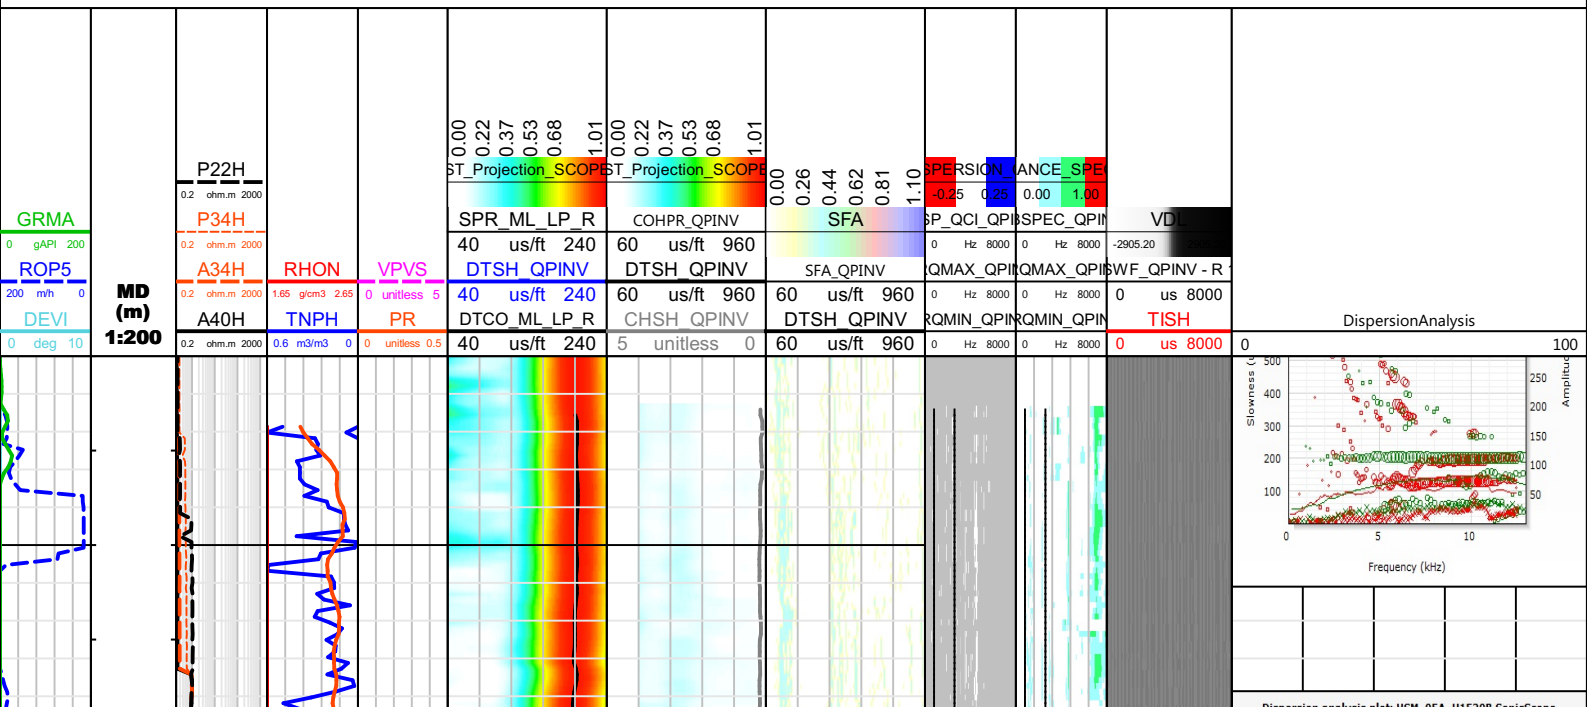 GRMA
0 gAPI 200
ROP5
200 m/h 0
DEVI
0 deg 10
MD
(m)
1:200
P22H
0.2 ohm.m 2000
P34H
0.2 ohm.m 2000
A34H
0.2 ohm.m 2000
A40H
0.2 ohm.m 2000
RHON
1.65 g/cm3 2.65
TNPH
0.6 m3/m3 0
VPVS
0 unitless 5
PR
0 unitless 0.5
0.00 0.22 0.37 0.53 0.68 1.01
ST_Projection_SCOPE
SPR_ML_LP_R
40 us/ft 240
DTSH_QPINV
40 us/ft 240
DTCO_ML_LP_R
40 us/ft 240
0.00 0.22 0.37 0.53 0.68 1.01
ST_Projection_SCOPE
COHPR_QPINV
60 us/ft 960
DTSH_QPINV
60 us/ft 960
CHSH_QPINV
5 unitless 0
0.00 0.26 0.44 0.62 0.81 1.10
SFA
SFA_QPINV
60 us/ft 960
DTSH_QPINV
60 us/ft 960
SPERSION
-0.25 0.25
SP_QCI_QPI
0 Hz 8000
RQMAX_QPI
0 Hz 8000
RQMIN_QPI
0 Hz 8000
ANCE_SPE
0.00 1.00
SPEC_QPI
0 Hz 8000
RQMAX_QPI
0 Hz 8000
RQMIN_QPI
0 Hz 8000
VDL
-2905.20
SWF_QPINV - R
0 us 8000
TISH
0 us 8000
DispersionAnalysis
0 100
Slowness (u
500
400
300
200
100
250
200
150
100
50
Amplituc
0 5 10
Frequency (kHz)